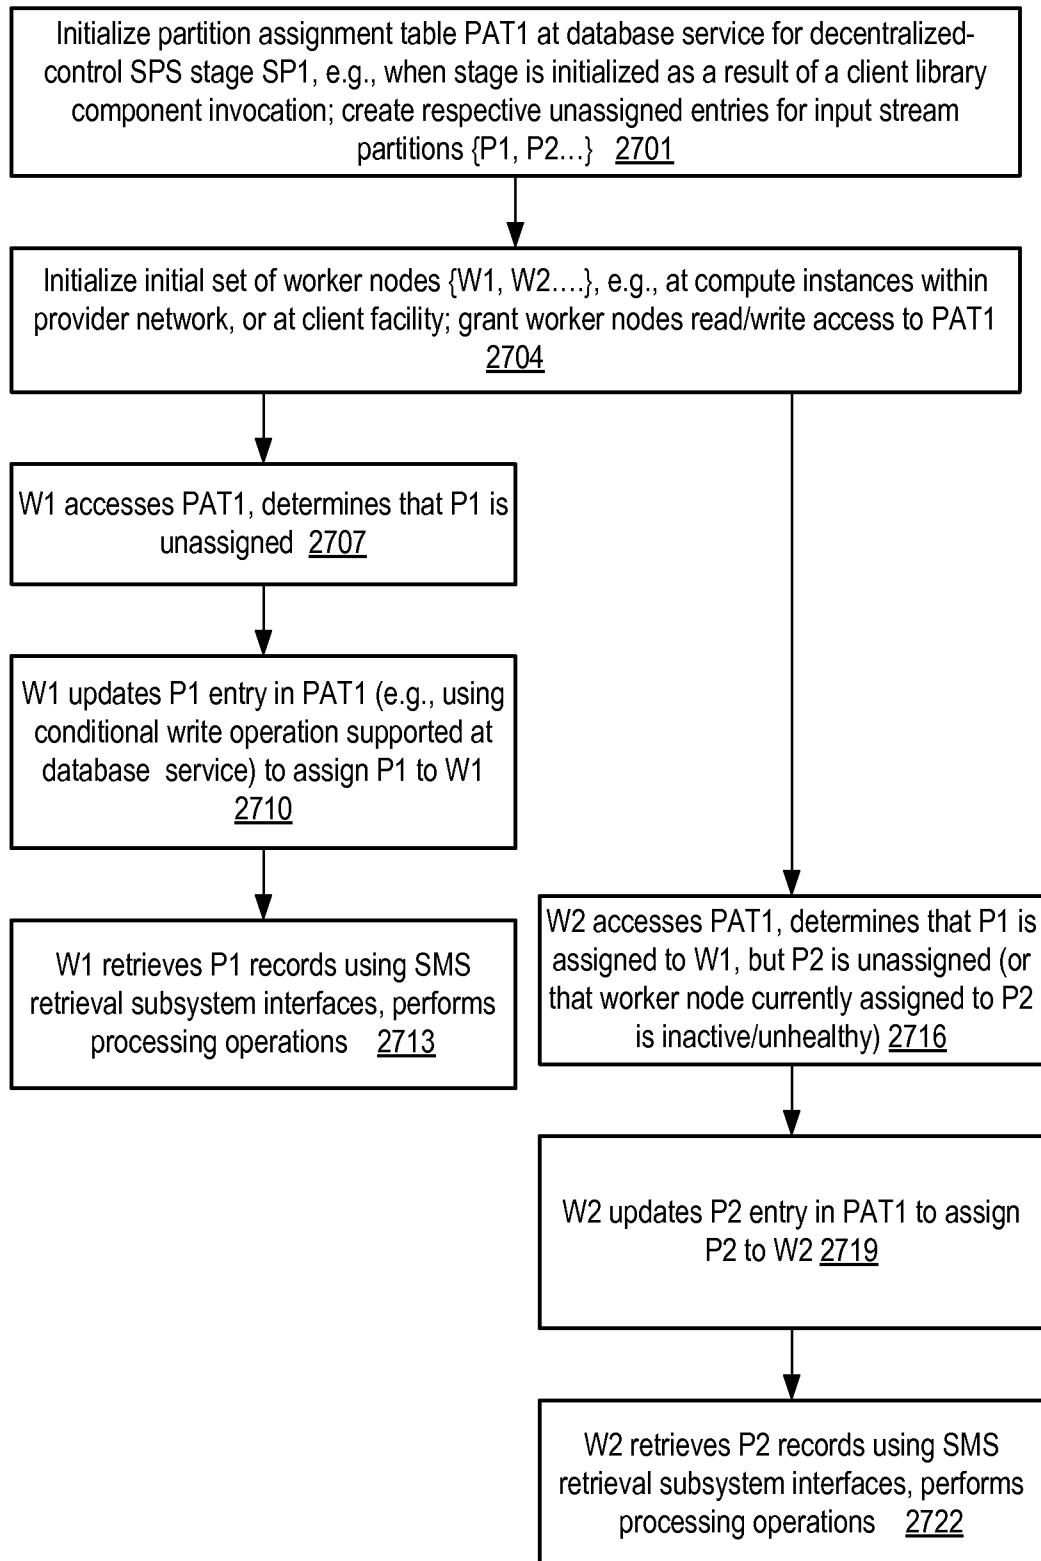 Initialize partition assignment table PAT1 at database service for decentralized-
control SPS stage SP1, e.g., when stage is initialized as a result of a client library
component invocation; create respective unassigned entries for input stream
partitions {P1, P2…} 2701
Initialize initial set of worker nodes {W1, W2….}, e.g., at compute instances within
provider network, or at client facility; grant worker nodes read/write access to PAT1
2704
W1 accesses PAT1, determines that P1 is
unassigned 2707
W1 updates P1 entry in PAT1 (e.g., using
conditional write operation supported at
database service) to assign P1 to W1
2710
W1 retrieves P1 records using SMS
retrieval subsystem interfaces, performs
processing operations 2713
W2 accesses PAT1, determines that P1 is
assigned to W1, but P2 is unassigned (or
that worker node currently assigned to P2
is inactive/unhealthy) 2716
W2 updates P2 entry in PAT1 to assign
P2 to W2 2719
W2 retrieves P2 records using SMS
retrieval subsystem interfaces, performs
processing operations 2722